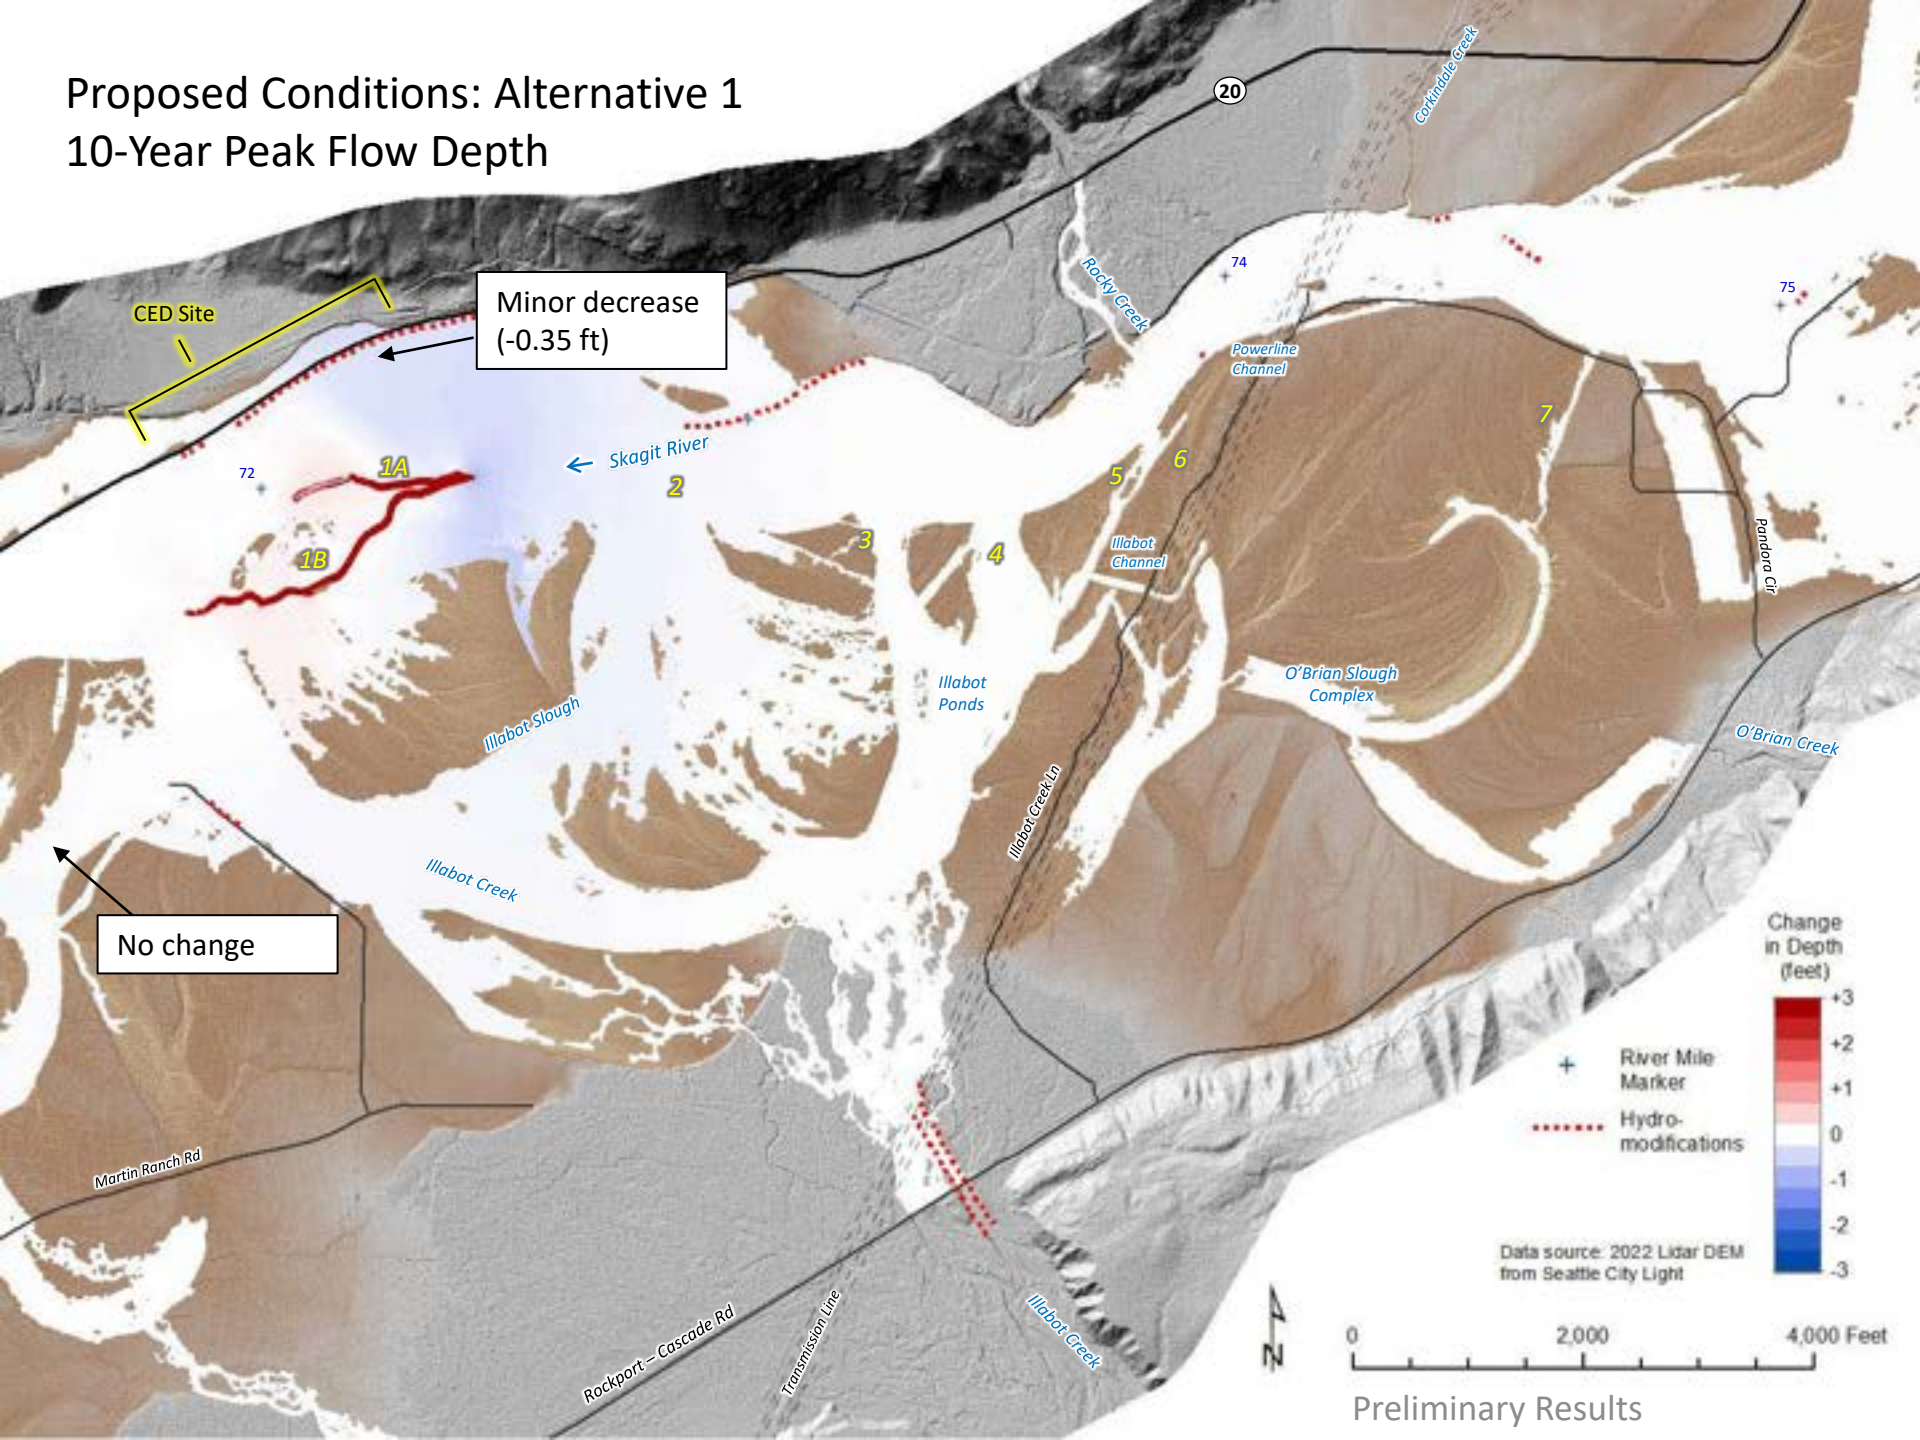 Proposed Conditions: Alternative 1
10-Year Peak Flow Depth
20
Corkindale Creek
CED Site
Minor decrease
(-0.35 ft)
Rocky Creek
74
75
Powerline
Channel
72
1A
1B
Skagit River
2
3
4
5
6
7
Illabot
Channel
Pandora Cir
Illabot
Ponds
O'Brian Slough
Complex
O'Brian Creek
Illabot Slough
Illabot Creek Ln
Illabot Creek
No change
Martin Ranch Rd
Rockport – Cascade Rd
Transmission Line
Illabot Creek
Change
in Depth
(feet)
+3
+2
+1
0
-1
-2
-3
River Mile
Marker
Hydro-
modifications
Data source: 2022 Lidar DEM
from Seattle City Light
N
0
2,000
4,000 Feet
Preliminary Results